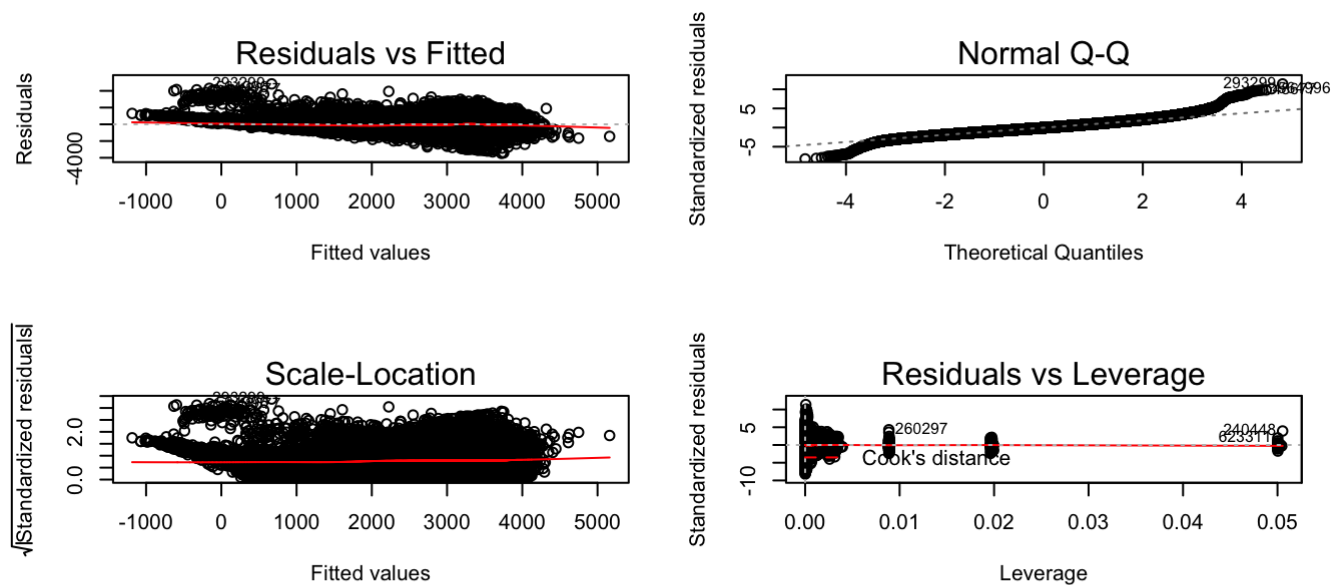 Residuals vs Fitted
Residuals
-4000
-1000 0 1000 2000 3000 4000 5000
Fitted values
Normal Q-Q
Standardized residuals
5
-5
293299
-4 -2 0 2 4
Theoretical Quantiles
Scale-Location
√|Standardized residuals|
2.0
0.0
-1000 0 1000 2000 3000 4000 5000
Fitted values
Residuals vs Leverage
Standardized residuals
5
-10
260297
240448
623311
Cook's distance
0.00 0.01 0.02 0.03 0.04 0.05
Leverage